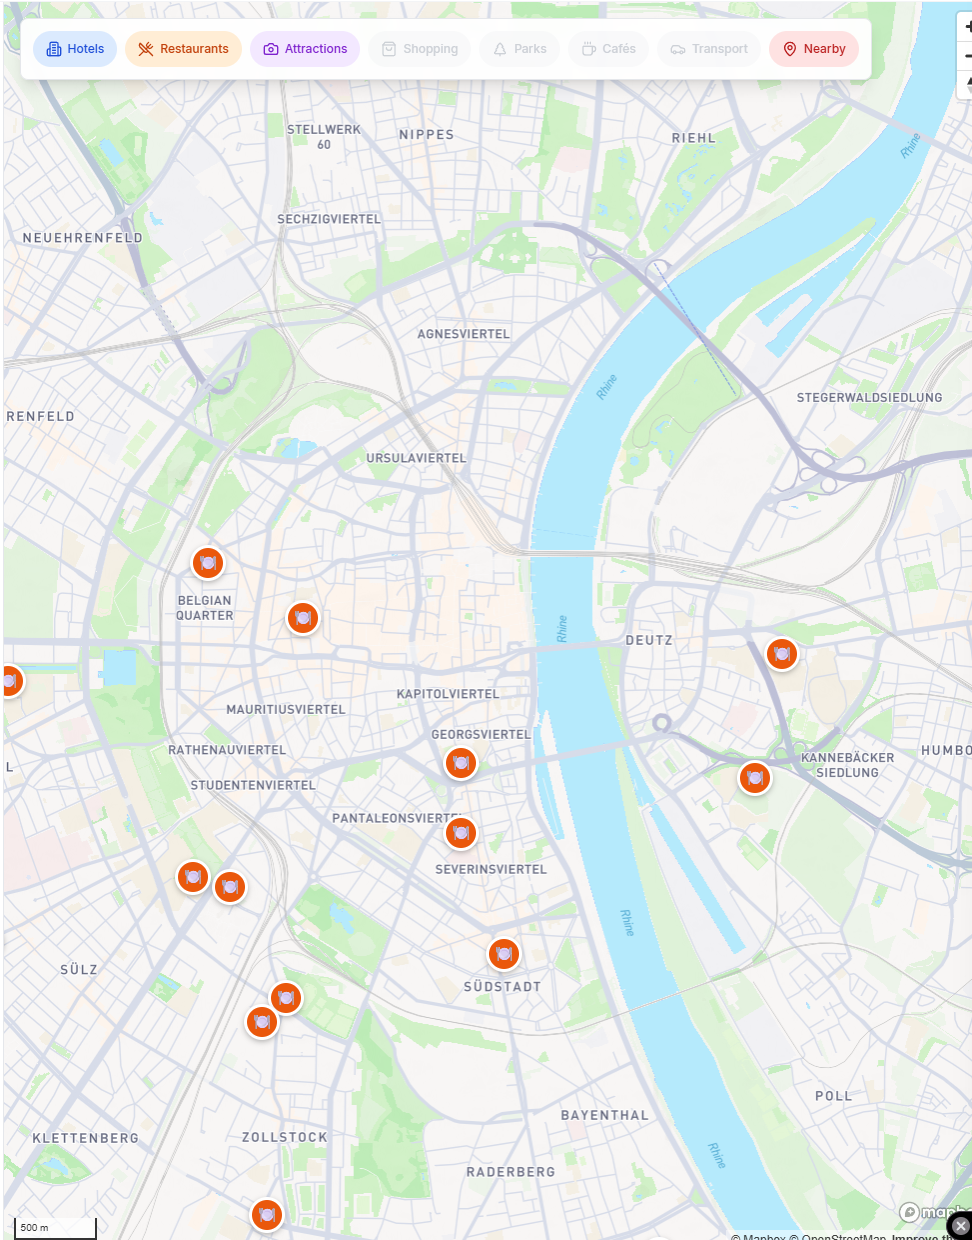 Hotels
Restaurants
Attractions
Shopping
Parks
Cafés
Transport
Nearby
STELLWERK
60
NIPPES
RIEHL
Rhine
SECHZIGVIERTEL
NEUEHRENFELD
AGNESVIERTEL
Rhine
STEGERWALDSIEDLUNG
RENFELD
URSULAVIERTEL
BELGIAN
QUARTER
Rhine
DEUTZ
KAPITOLVIERTEL
MAURITIUSVIERTEL
GEORGSVIERTEL
RATHENAUVIERTEL
HUMBO
KANNEBÄCKER
SIEDLUNG
L
STUDENTENVIERTEL
PANTALEONSVIERTEL
SEVERINSVIERTEL
Rhine
SÜLZ
SÜDSTADT
POLL
BAYENTHAL
KLETTENBERG
ZOLLSTOCK
Rhine
RADERBERG
500 m
© Mapbox © OpenStreetMap Improve th